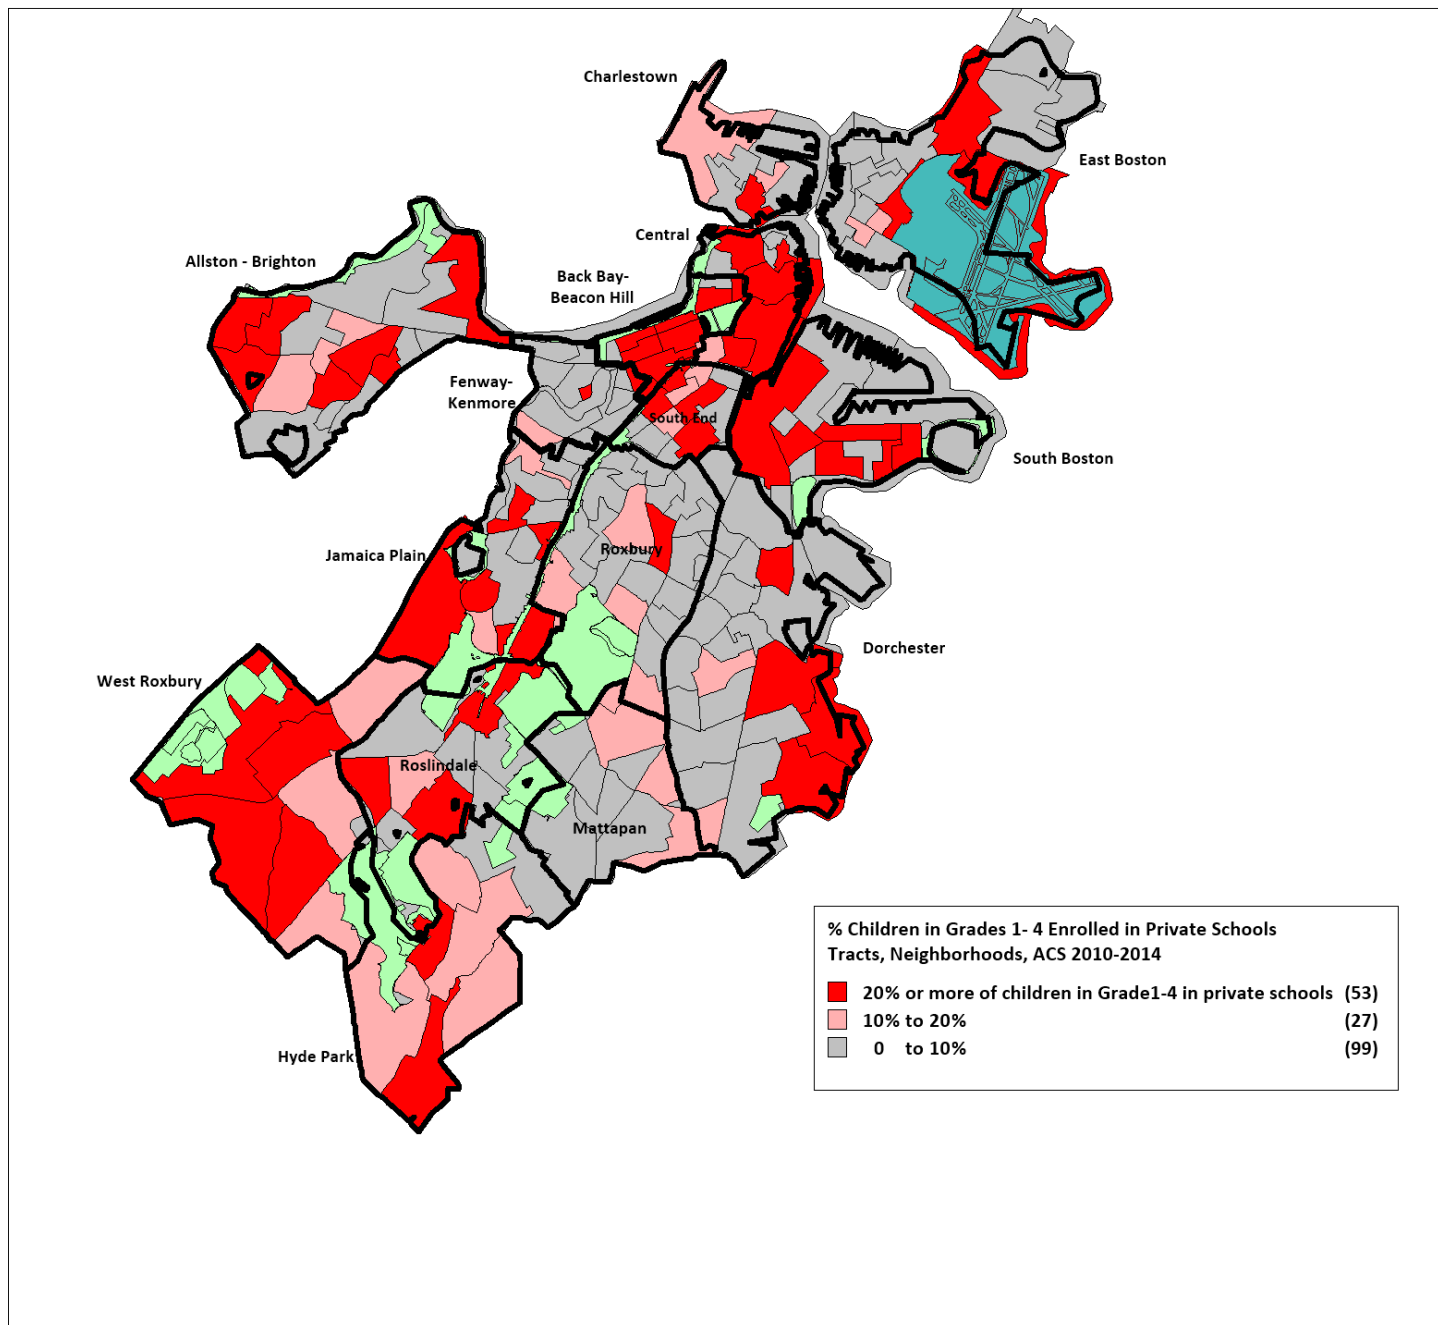 Charlestown
East Boston
Central
Allston - Brighton
Back Bay-
Beacon Hill
Fenway-
Kenmore
South End
South Boston
Jamaica Plain
Roxbury
Dorchester
West Roxbury
Roslindale
Mattapan
Hyde Park
% Children in Grades 1- 4 Enrolled in Private Schools
Tracts, Neighborhoods, ACS 2010-2014
20% or more of children in Grade1-4 in private schools (53)
10% to 20% (27)
0 to 10% (99)